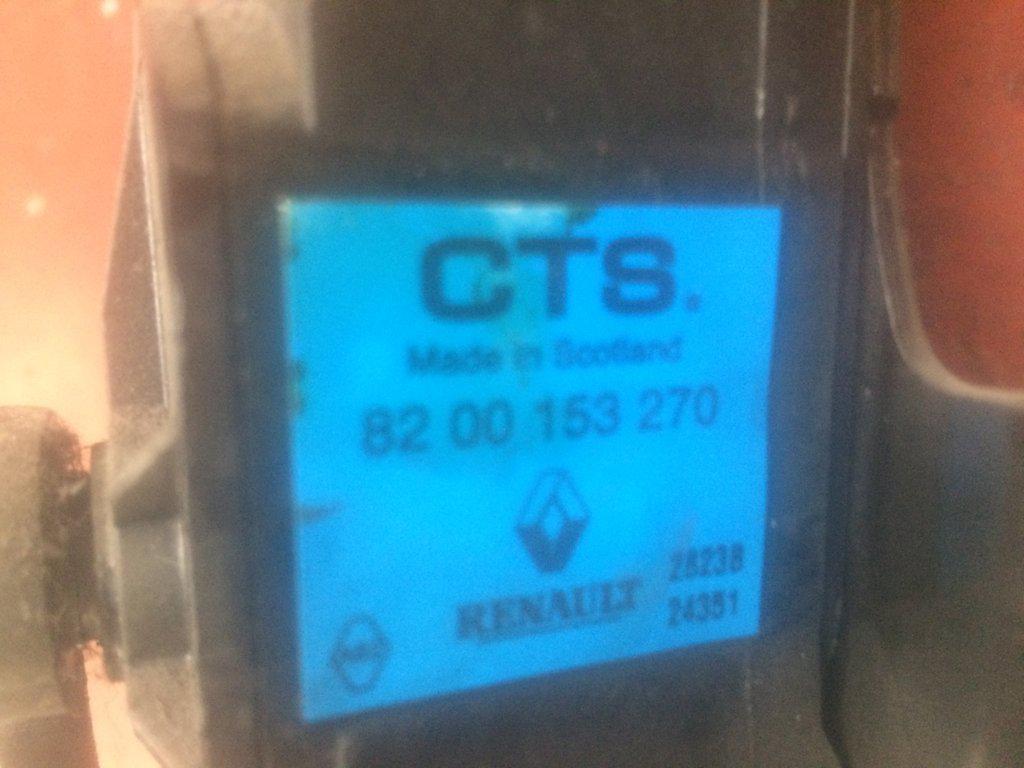 CTS®
Made in Scotland
82 00 153 270
RENAULT
28238
24351